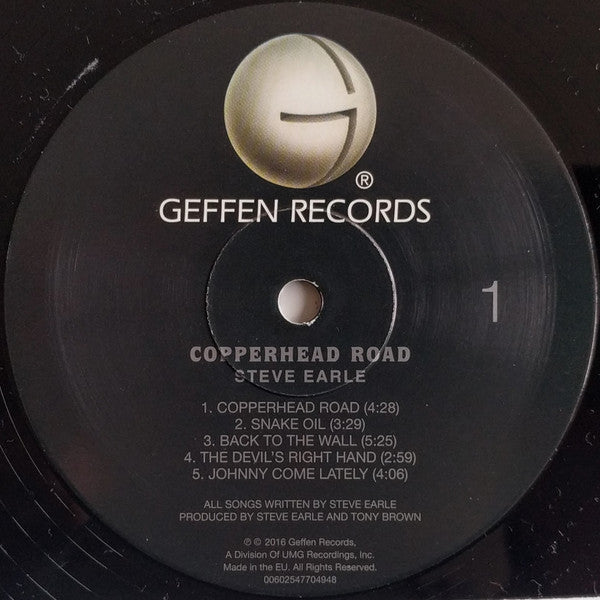 ®
GEFFEN RECORDS
1
COPPERHEAD ROAD
STEVE EARLE
1. COPPERHEAD ROAD (4:28)
2. SNAKE OIL (3:29)
3. BACK TO THE WALL (5:25)
4. THE DEVIL'S RIGHT HAND (2:59)
5. JOHNNY COME LATELY (4:06)
ALL SONGS WRITTEN BY STEVE EARLE
PRODUCED BY STEVE EARLE AND TONY BROWN
℗ © 2016 Geffen Records,
A Division Of UMG Recordings, Inc.
Made in the EU. All Rights Reserved.
00602547704948